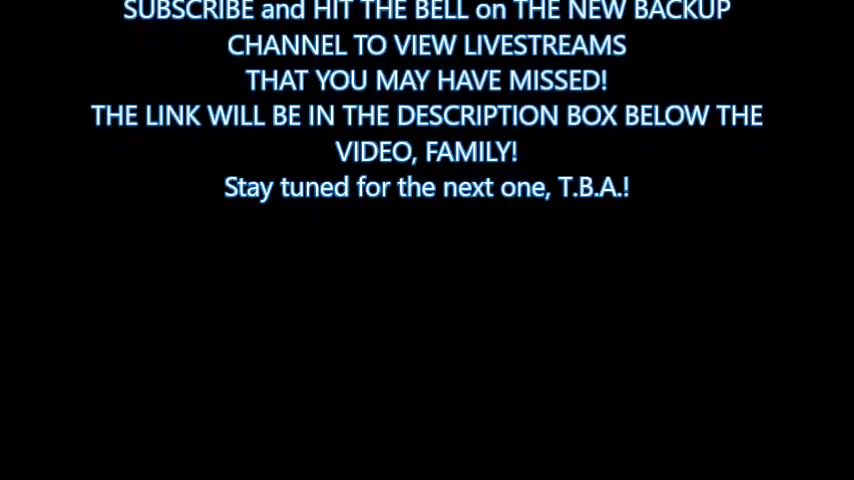 SUBSCRIBE and HIT THE BELL on THE NEW BACKUP
CHANNEL TO VIEW LIVESTREAMS
THAT YOU MAY HAVE MISSED!
THE LINK WILL BE IN THE DESCRIPTION BOX BELOW THE
VIDEO, FAMILY!
Stay tuned for the next one, T.B.A.!